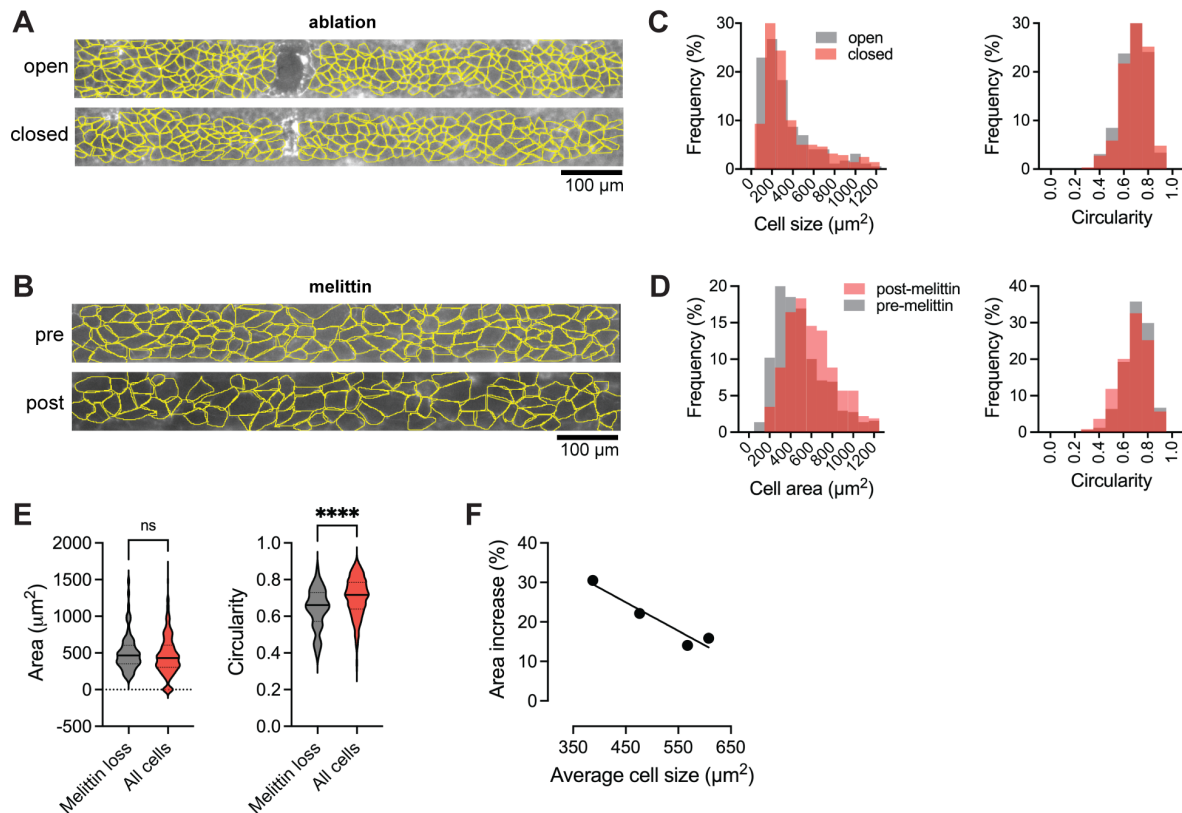 A
ablation
open
closed
100 µm
B
melittin
pre
post
100 µm
C
Frequency (%)
30
20
10
0
open
closed
0
200
400
600
800
1000
1200
Cell size (µm²)
Frequency (%)
30
20
10
0
0.0
0.2
0.4
0.6
0.8
1.0
Circularity
D
Frequency (%)
20
15
10
5
0
post-melittin
pre-melittin
0
200
400
600
800
1000
1200
Cell area (µm²)
Frequency (%)
40
30
20
10
0
0.0
0.2
0.4
0.6
0.8
1.0
Circularity
E
Area (µm²)
2000
1500
1000
500
0
-500
ns
Melittin loss
All cells
Circularity
1.0
0.8
0.6
0.4
0.2
0.0
****
Melittin loss
All cells
F
Area increase (%)
40
30
20
10
0
350
450
550
650
Average cell size (µm²)